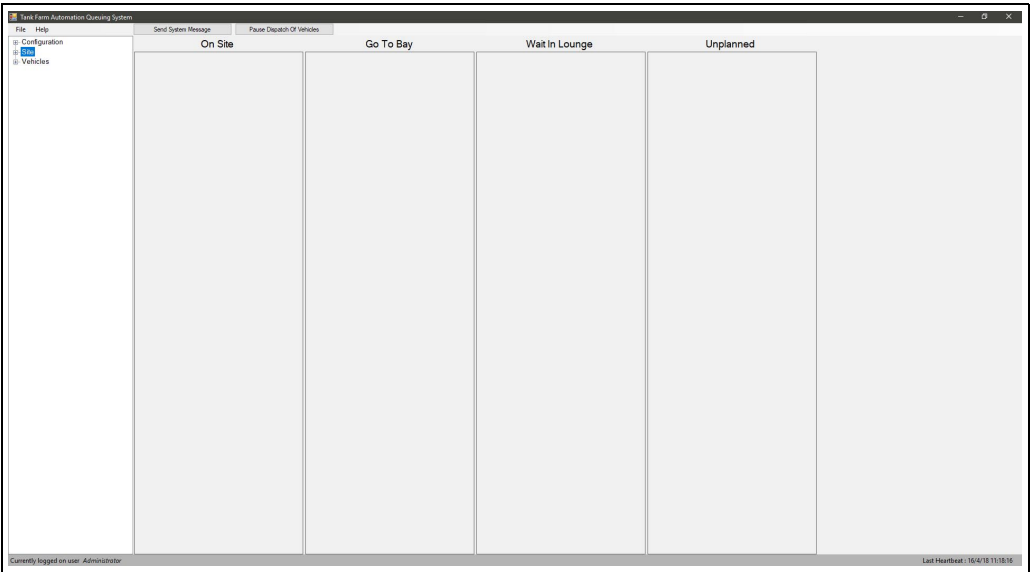 Tank Farm Automation Queuing System
File Help Send System Message Pause Dispatch Of Vehicles
Configuration
Site
Vehicles
On Site Go To Bay Wait In Lounge Unplanned
Currently logged on user Administrator Last Heartbeat : 16/4/18 11:18:16